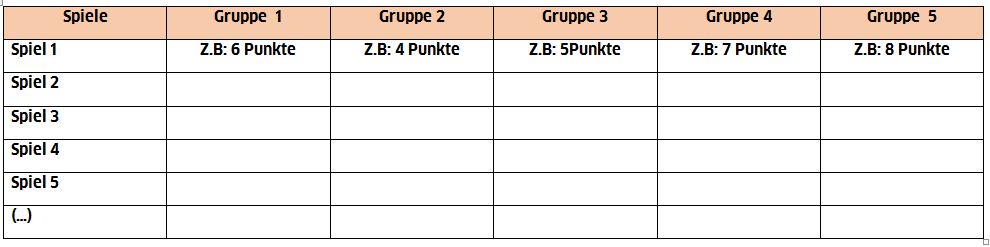 Spiele Gruppe 1 Gruppe 2 Gruppe 3 Gruppe 4 Gruppe 5
Spiel 1 Z.B: 6 Punkte Z.B: 4 Punkte Z.B: 5Punkte Z.B: 7 Punkte Z.B: 8 Punkte
Spiel 2
Spiel 3
Spiel 4
Spiel 5
(...)